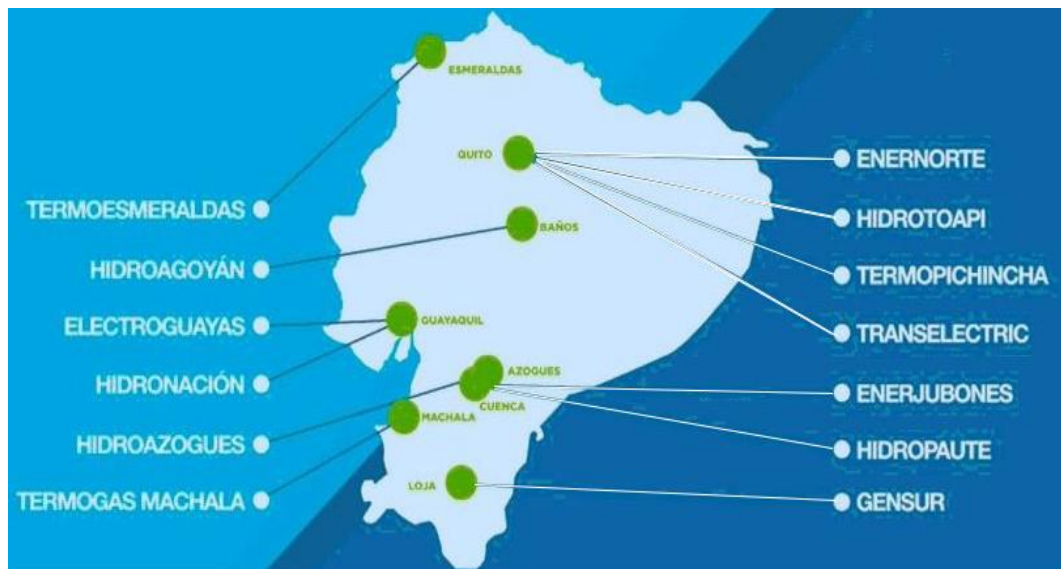 ESMERALDAS
QUITO
BAÑOS
GUAYAQUIL
AZOGUES
CUENCA
MACHALA
LOJA
TERMOESMERALDAS
HIDROAGOYÁN
ELECTROGUAYAS
HIDRONACIÓN
HIDROAZOGUES
TERMOGAS MACHALA
ENERNORTE
HIDROTOAPI
TERMOPICHINCHA
TRANSELECTRIC
ENERJUBONES
HIDROPAUTE
GENSUR